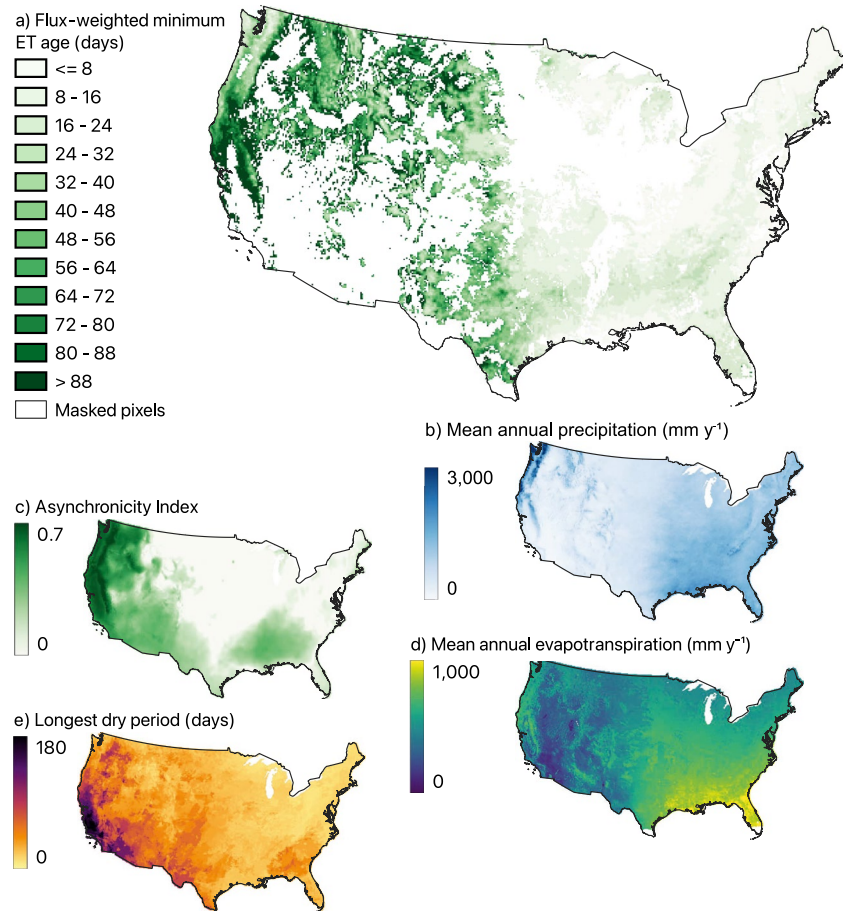 a) Flux-weighted minimum
ET age (days)
<= 8
8 - 16
16 - 24
24 - 32
32 - 40
40 - 48
48 - 56
56 - 64
64 - 72
72 - 80
80 - 88
> 88
Masked pixels
b) Mean annual precipitation (mm y⁻¹)
3,000
0
c) Asynchronicity Index
0.7
0
d) Mean annual evapotranspiration (mm y⁻¹)
1,000
0
e) Longest dry period (days)
180
0